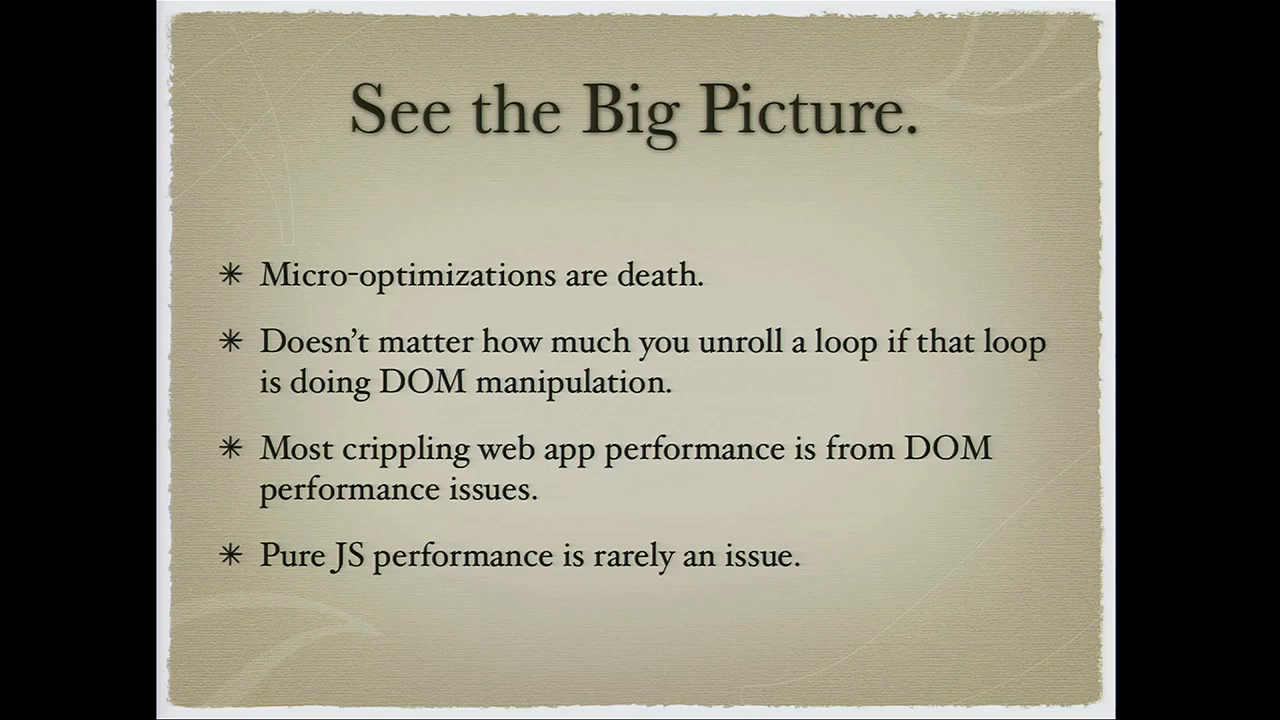 See the Big Picture.
✳ Micro-optimizations are death.
✳ Doesn't matter how much you unroll a loop if that loop
is doing DOM manipulation.
✳ Most crippling web app performance is from DOM
performance issues.
✳ Pure JS performance is rarely an issue.